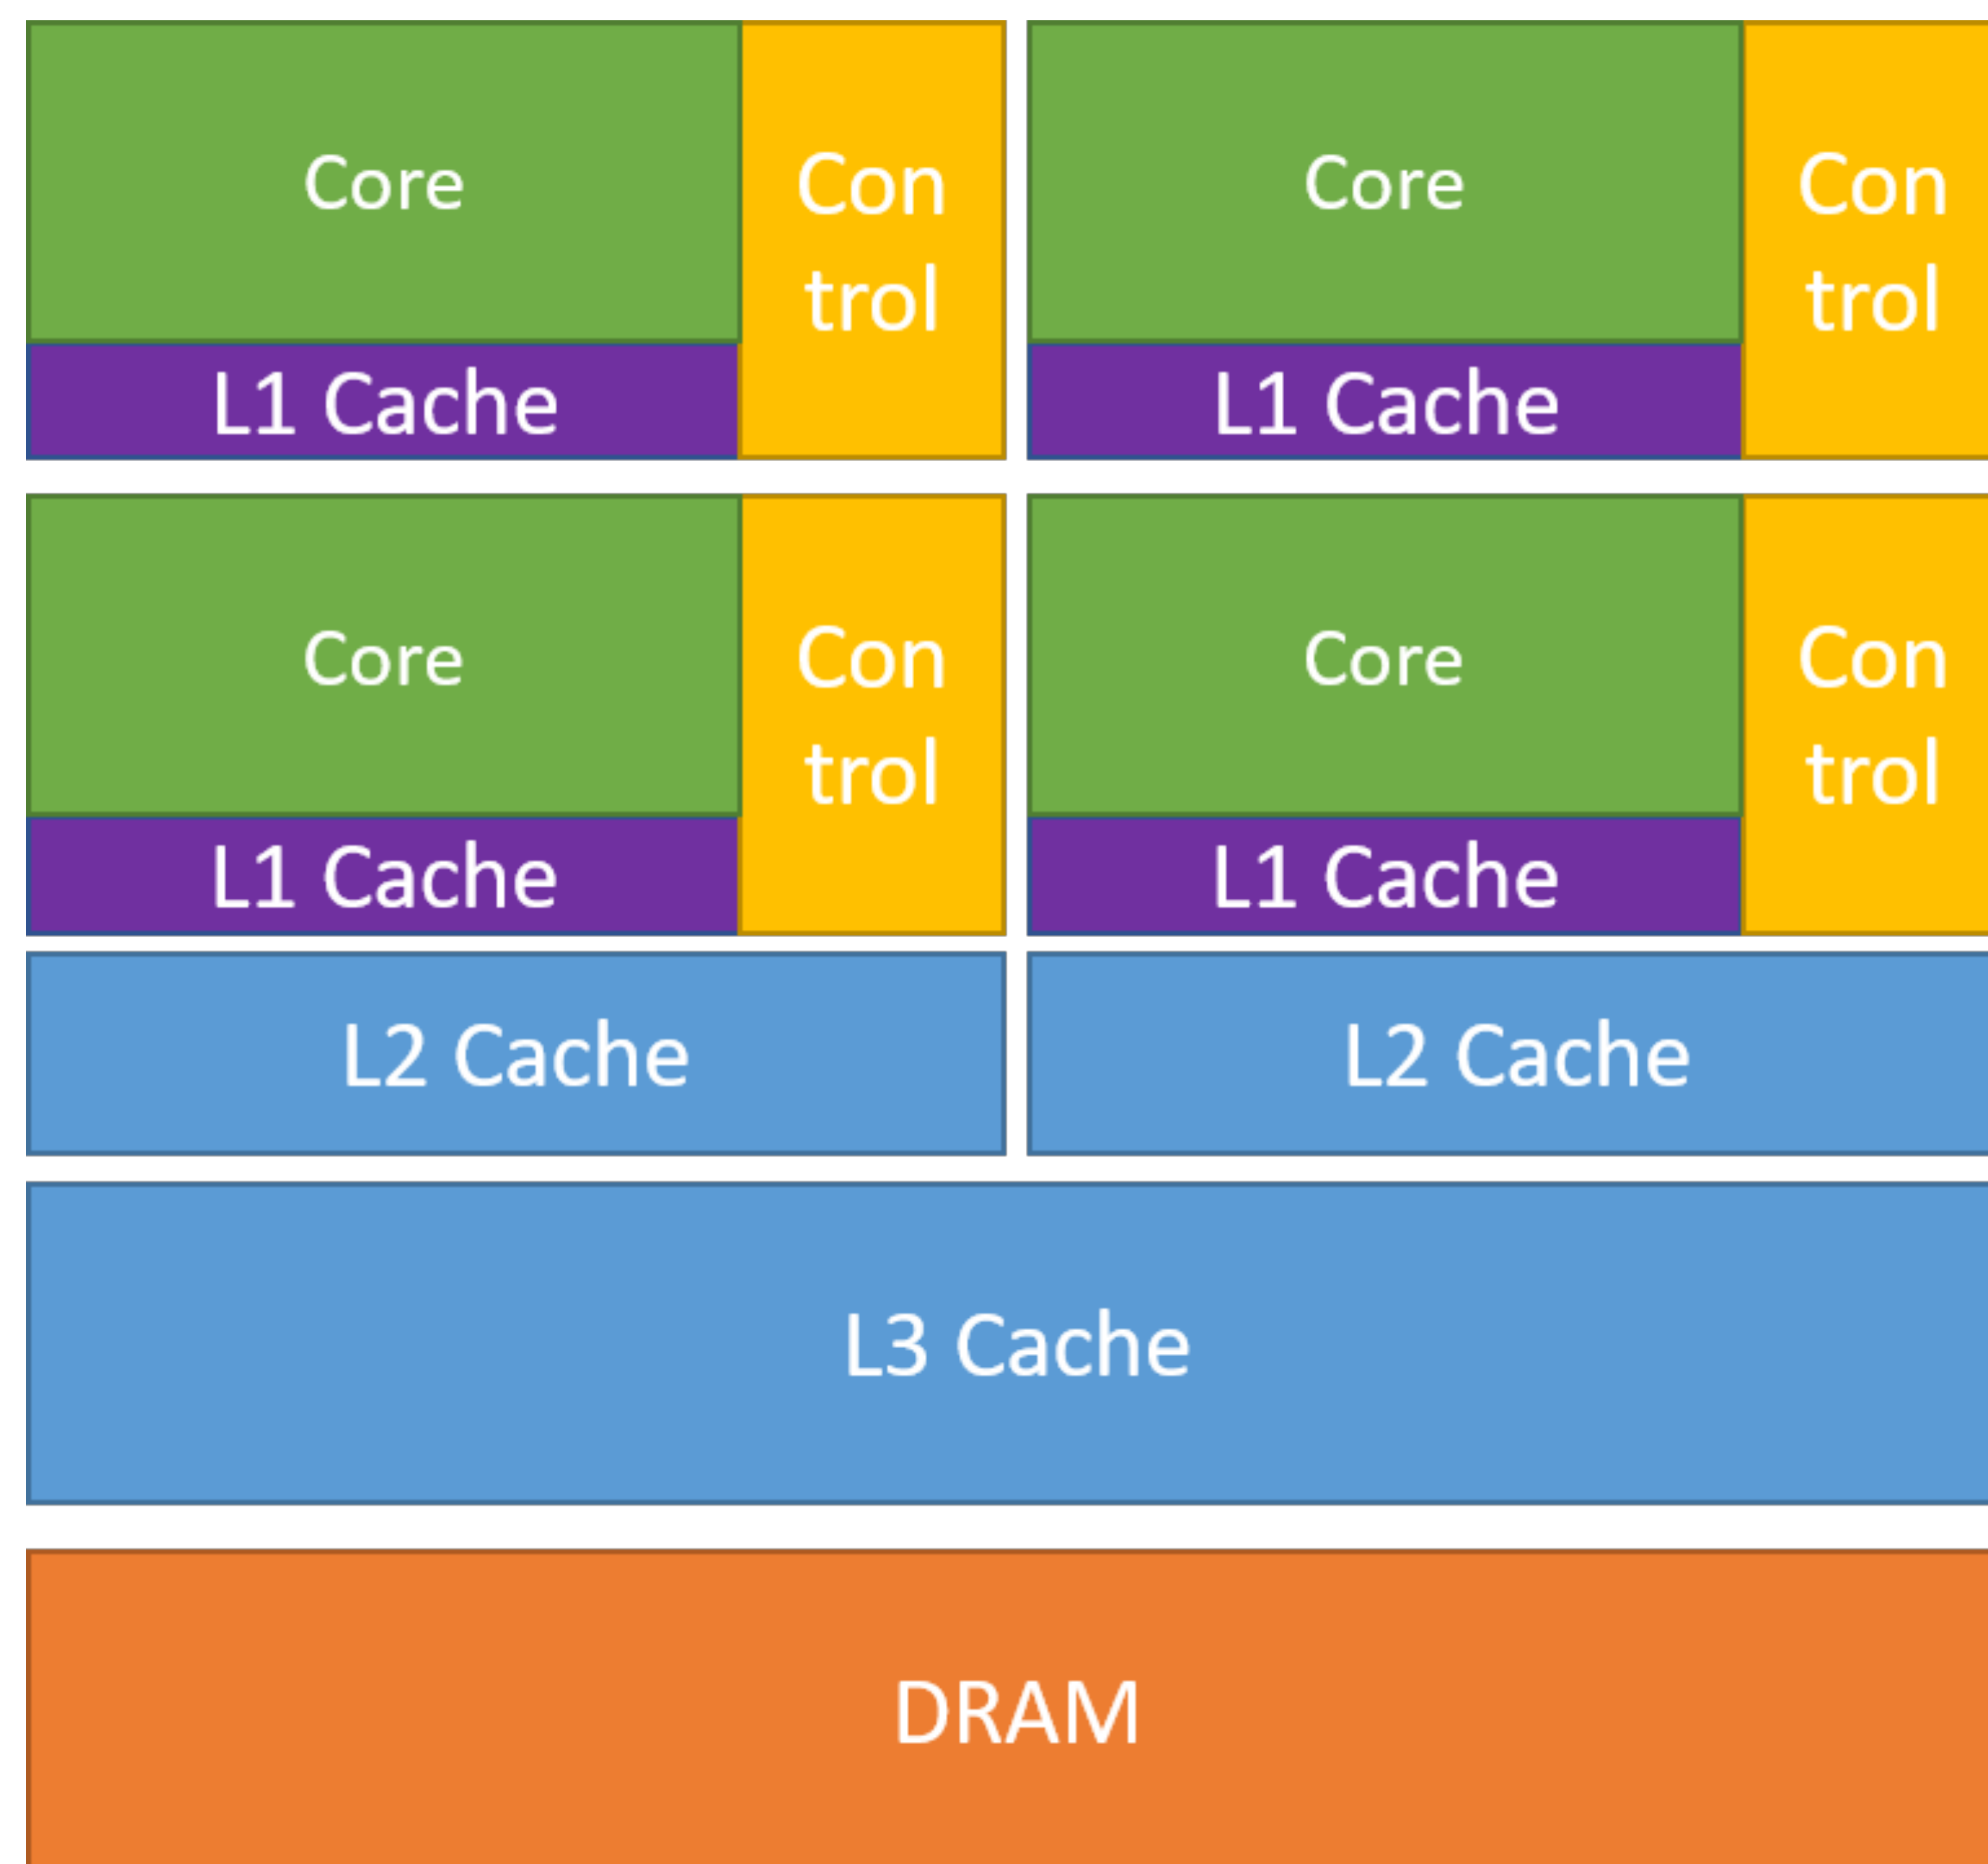 Core
Con
trol
L1 Cache
Core
Con
trol
L1 Cache
Core
Con
trol
L1 Cache
Core
Con
trol
L1 Cache
L2 Cache
L2 Cache
L3 Cache
DRAM